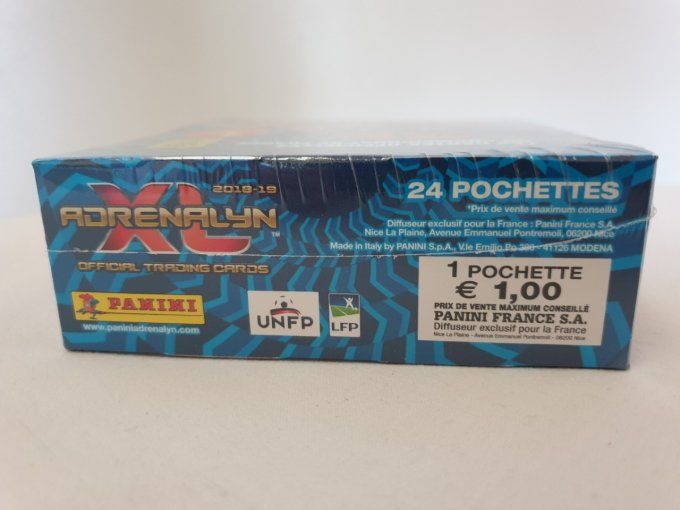 2018-19
ADRENALYN XL™
OFFICIAL TRADING CARDS
PANINI
www.paniniadrenalyn.com
UNFP
LFP
24 POCHETTES
*Prix de vente maximum conseillé
Diffuseur exclusif pour la France : Panini France S.A.
Nice La Plaine, Avenue Emmanuel Pontremoli, 06200 Nice
Made in Italy by PANINI S.p.A., V.le Emilio Po 380 - 41126 MODENA
1 POCHETTE
€ 1,00
PRIX DE VENTE MAXIMUM CONSEILLÉ
PANINI FRANCE S.A.
Diffuseur exclusif pour la France
Nice La Plaine - Avenue Emmanuel Pontremoli - 06200 Nice